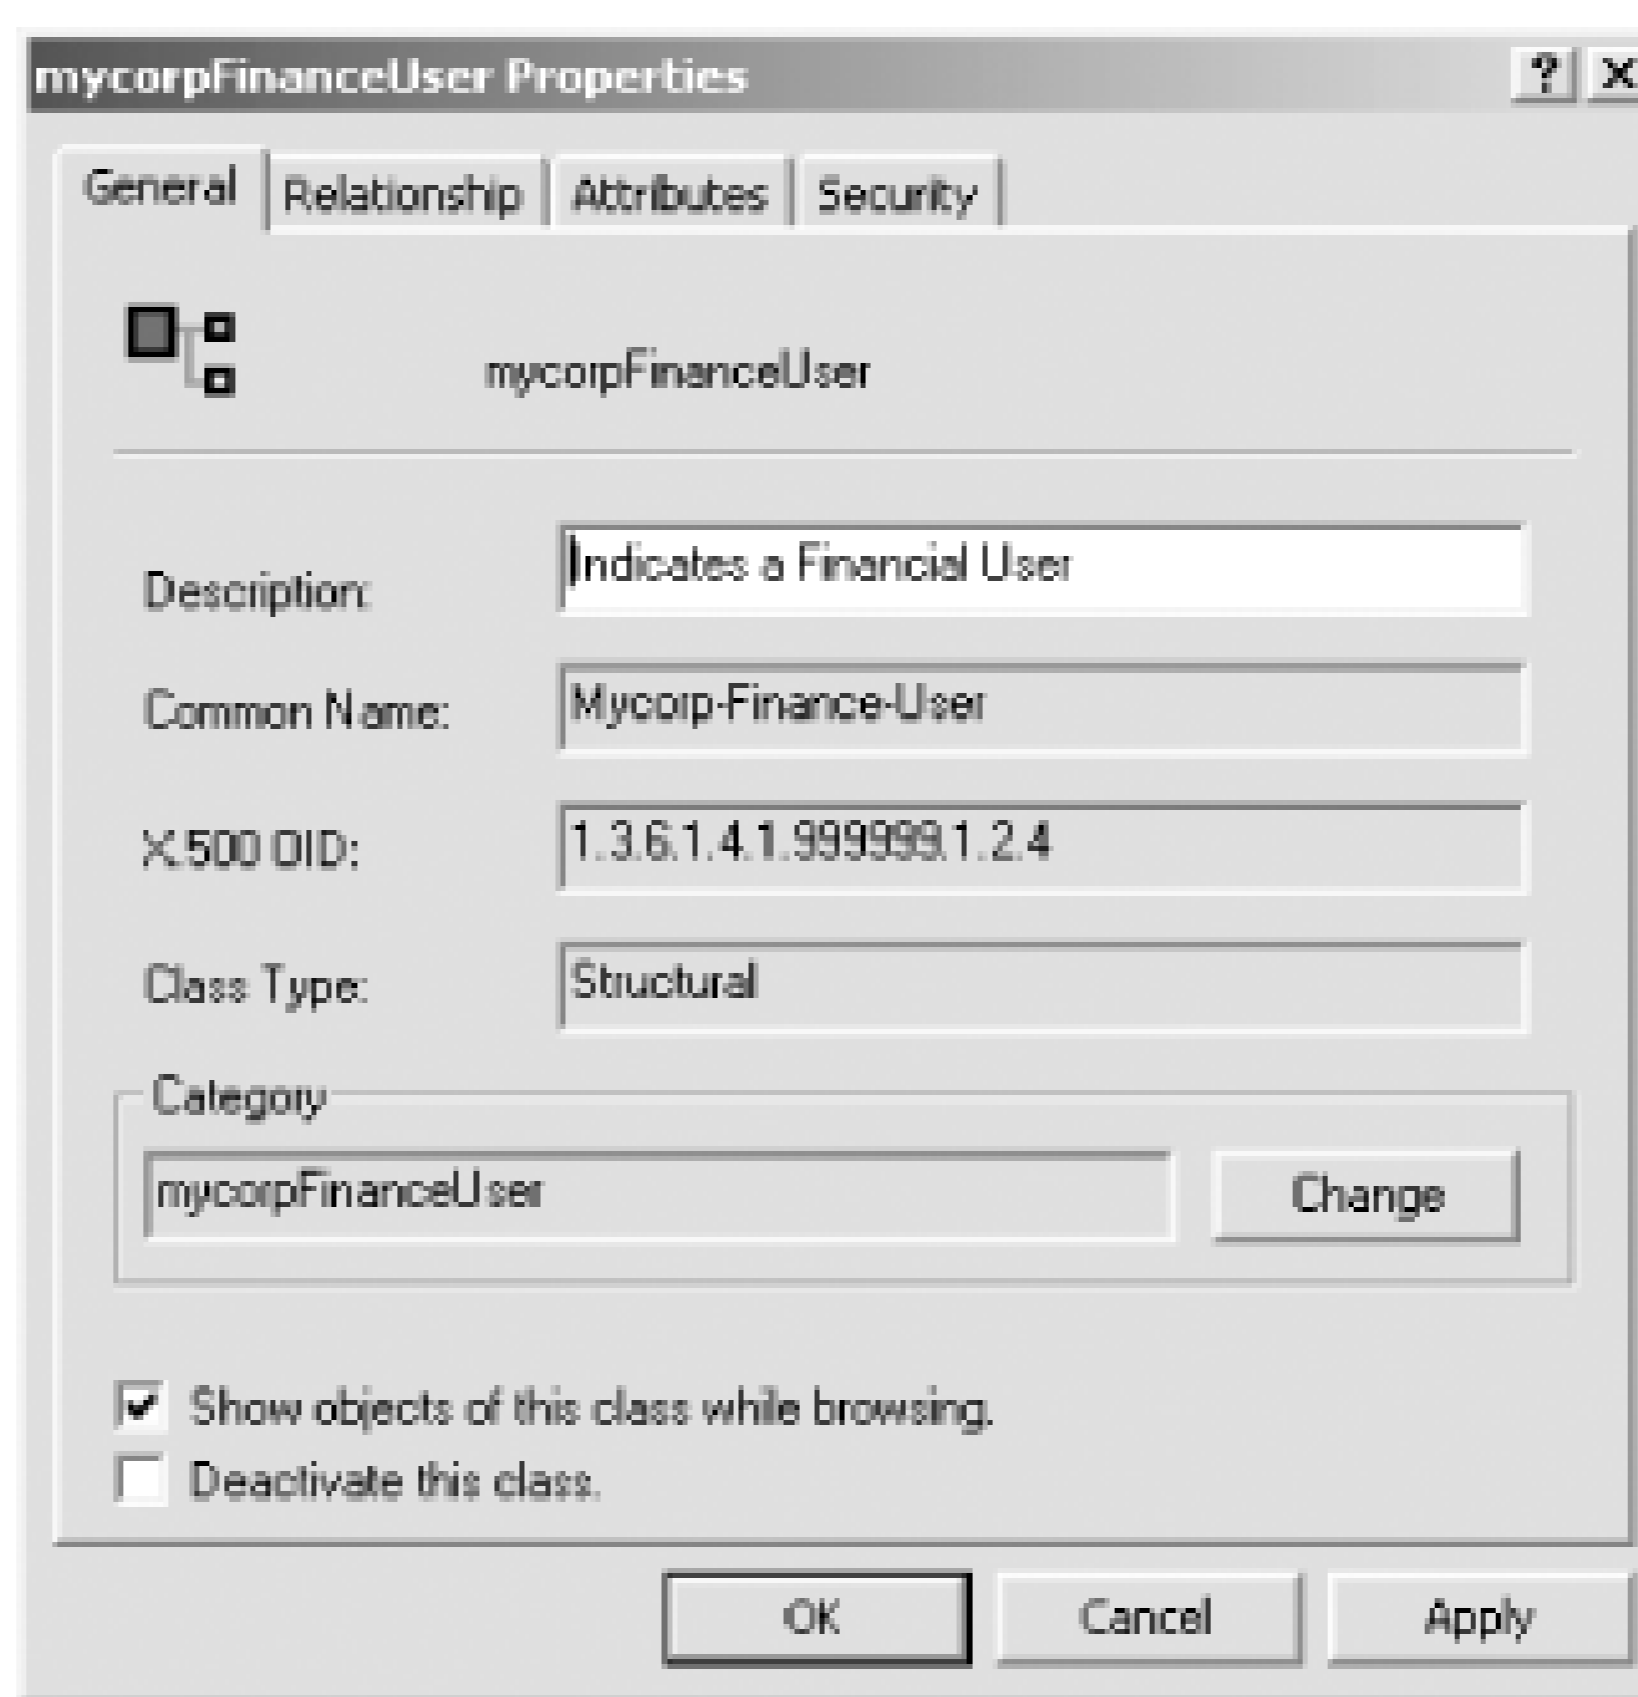 mycorpFinanceUser Properties
? X
General Relationship Attributes Security
mycorpFinanceUser
Description: Indicates a Financial User
Common Name: Mycorp-Finance-User
X.500 OID: 1.3.6.1.4.1.999999.1.2.4
Class Type: Structural
Category
mycorpFinanceUser Change
Show objects of this class while browsing.
Deactivate this class.
OK Cancel Apply